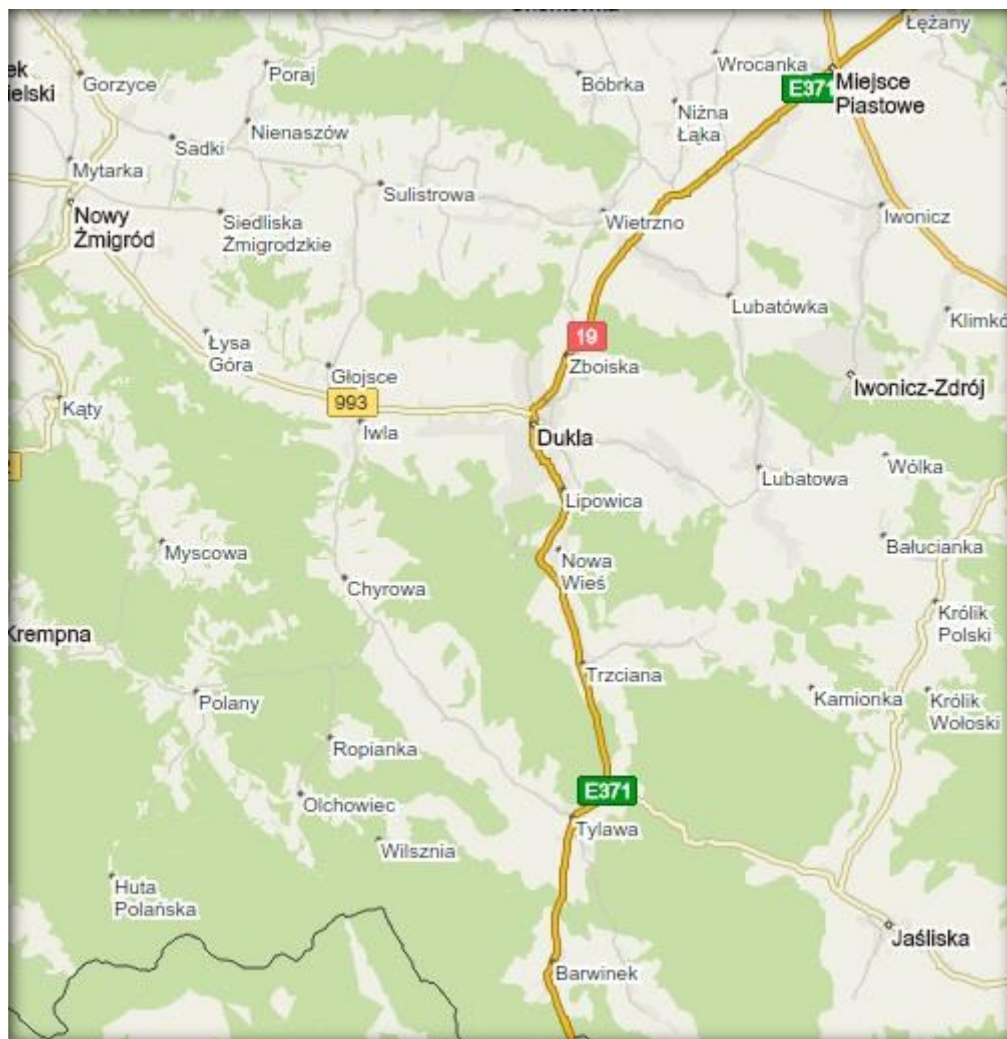 Łężany
Wrocanka
Poraj
Gorzyce
Bóbrka
E371
Miejsce
Piastowe
Niżna
Łąka
Nienaszów
Sadki
Mytarka
Sulistrowa
Nowy
Żmigród
Siedliska
Żmigrodzkie
Wietrzno
Iwonicz
Lubatówka
Klimkó
19
Łysa
Góra
Głojsce
Zboiska
Iwonicz-Zdrój
993
Kąty
Iwla
Dukla
Wólka
Lubatowa
Lipowica
Myscowa
Nowa
Wieś
Bałucianka
Chyrowa
Królik
Polski
Krempna
Trzciana
Polany
Kamionka
Królik
Wołoski
Ropianka
E371
Olchowiec
Tylawa
Wilsznia
Huta
Polańska
Jaśliska
Barwinek